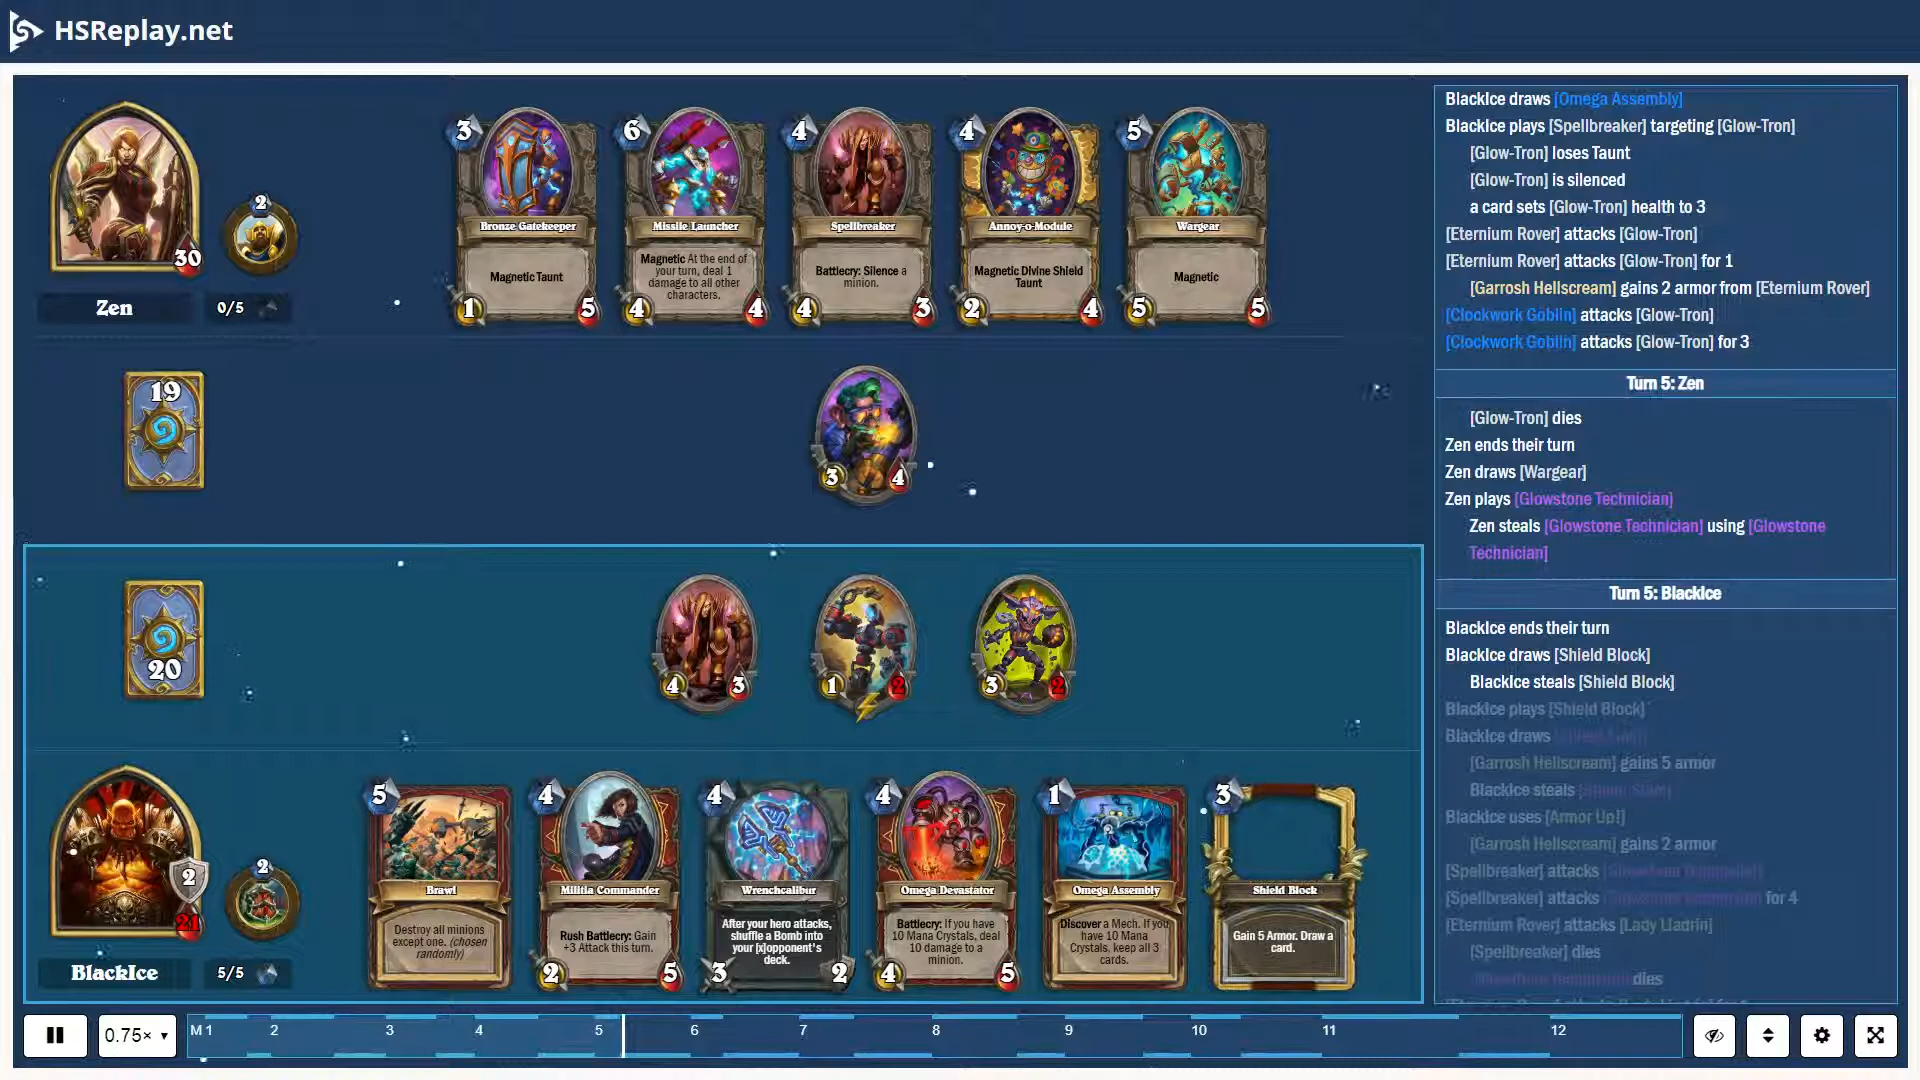 HSReplay.net
30
2
Zen
0/5
3
Bronze Gatekeeper
Magnetic Taunt
1
5
6
Missile Launcher
Magnetic At the end of
your turn, deal 1
damage to all other
characters.
4
4
4
Spellbreaker
Battlecry: Silence a
minion.
4
3
4
Annoy-o-Module
Magnetic Divine Shield
Taunt
2
4
5
Wargear
Magnetic
5
5
19
3
4
20
4
3
1
2
3
2
2
21
2
BlackIce
5/5
5
Brawl
Destroy all minions
except one. (chosen
randomly)
4
Militia Commander
Rush Battlecry: Gain
+3 Attack this turn.
2
5
4
Wrenchcalibur
After your hero attacks,
shuffle a Bomb into
your [x]opponent's
deck.
3
2
4
Omega Devastator
Battlecry: If you have
10 Mana Crystals, deal
10 damage to a
minion.
4
5
1
Omega Assembly
Discover a Mech. If you
have 10 Mana
Crystals, keep all 3
cards.
3
Shield Block
Gain 5 Armor. Draw a
card.
BlackIce draws [Omega Assembly]
BlackIce plays [Spellbreaker] targeting [Glow-Tron]
[Glow-Tron] loses Taunt
[Glow-Tron] is silenced
a card sets [Glow-Tron] health to 3
[Eternium Rover] attacks [Glow-Tron]
[Eternium Rover] attacks [Glow-Tron] for 1
[Garrosh Hellscream] gains 2 armor from [Eternium Rover]
[Clockwork Goblin] attacks [Glow-Tron]
[Clockwork Goblin] attacks [Glow-Tron] for 3
Turn 5: Zen
[Glow-Tron] dies
Zen ends their turn
Zen draws [Wargear]
Zen plays [Glowstone Technician]
Zen steals [Glowstone Technician] using [Glowstone
Technician]
Turn 5: BlackIce
BlackIce ends their turn
BlackIce draws [Shield Block]
BlackIce steals [Shield Block]
BlackIce plays [Shield Block]
BlackIce draws
[Garrosh Hellscream] gains 5 armor
BlackIce steals
BlackIce uses [Armor Up!]
[Garrosh Hellscream] gains 2 armor
[Spellbreaker] attacks
[Spellbreaker] attacks for 4
[Eternium Rover] attacks [Lady Liadrin]
[Spellbreaker] dies
dies
0.75×
M 1 2 3 4 5 6 7 8 9 10 11 12